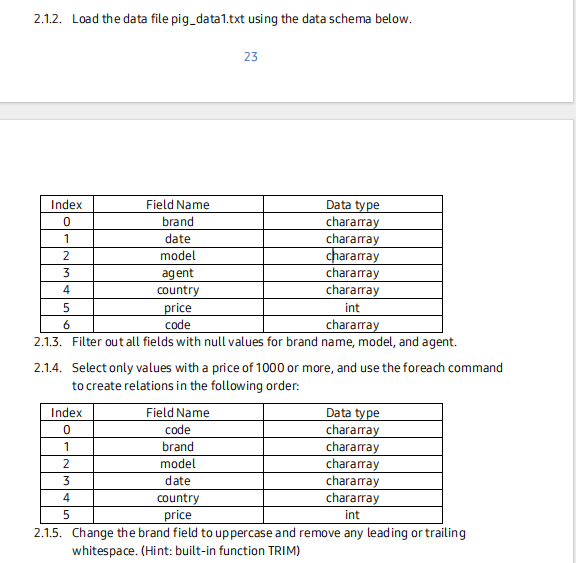 2.1.2. Load the data file pig_data1.txt using the data schema below.
23
Index Field Name Data type
0 brand chararray
1 date chararray
2 model chararray
3 agent chararray
4 country chararray
5 price int
6 code chararray
2.1.3. Filter out all fields with null values for brand name, model, and agent.
2.1.4. Select only values with a price of 1000 or more, and use the foreach command
to create relations in the following order:
Index Field Name Data type
0 code chararray
1 brand chararray
2 model chararray
3 date chararray
4 country chararray
5 price int
2.1.5. Change the brand field to uppercase and remove any leading or trailing
whitespace. (Hint: built-in function TRIM)